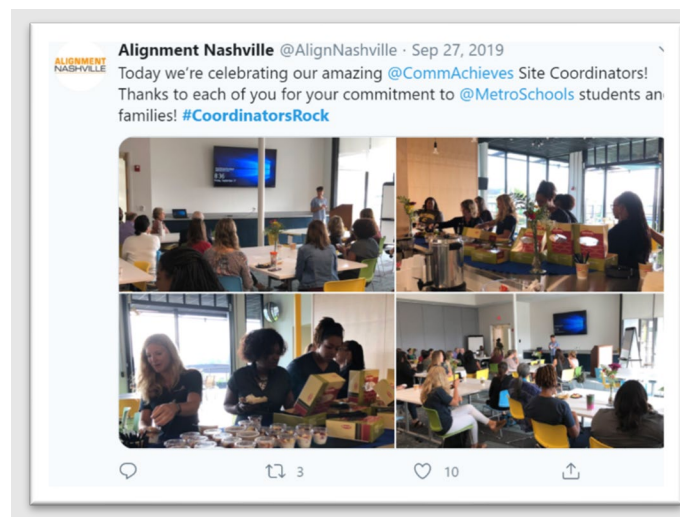 ALIGNMENT
NASHVILLE
Alignment Nashville @AlignNashville · Sep 27, 2019
Today we're celebrating our amazing @CommAchieves Site Coordinators!
Thanks to each of you for your commitment to @MetroSchools students an
families! #CoordinatorsRock
3
10